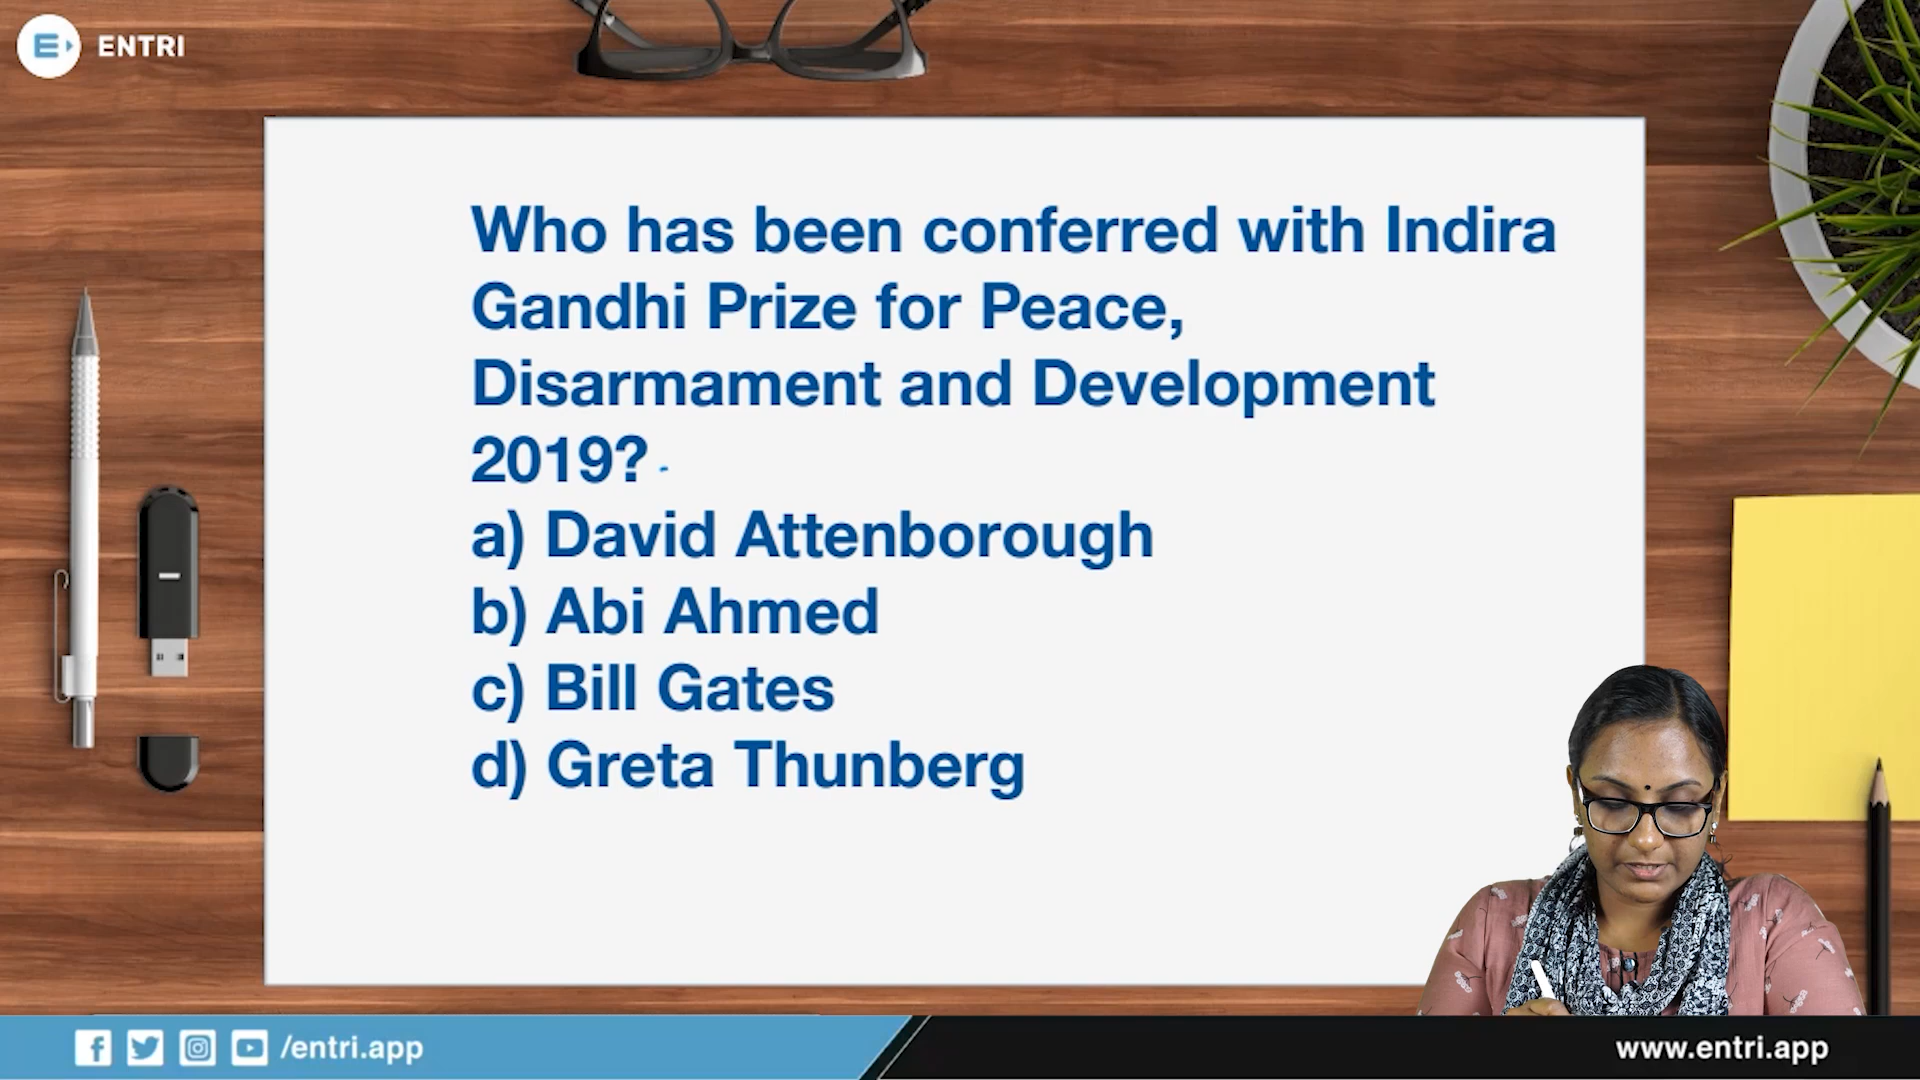 ENTRI
Who has been conferred with Indira
Gandhi Prize for Peace,
Disarmament and Development
2019?
a) David Attenborough
b) Abi Ahmed
c) Bill Gates
d) Greta Thunberg
/entri.app
www.entri.app